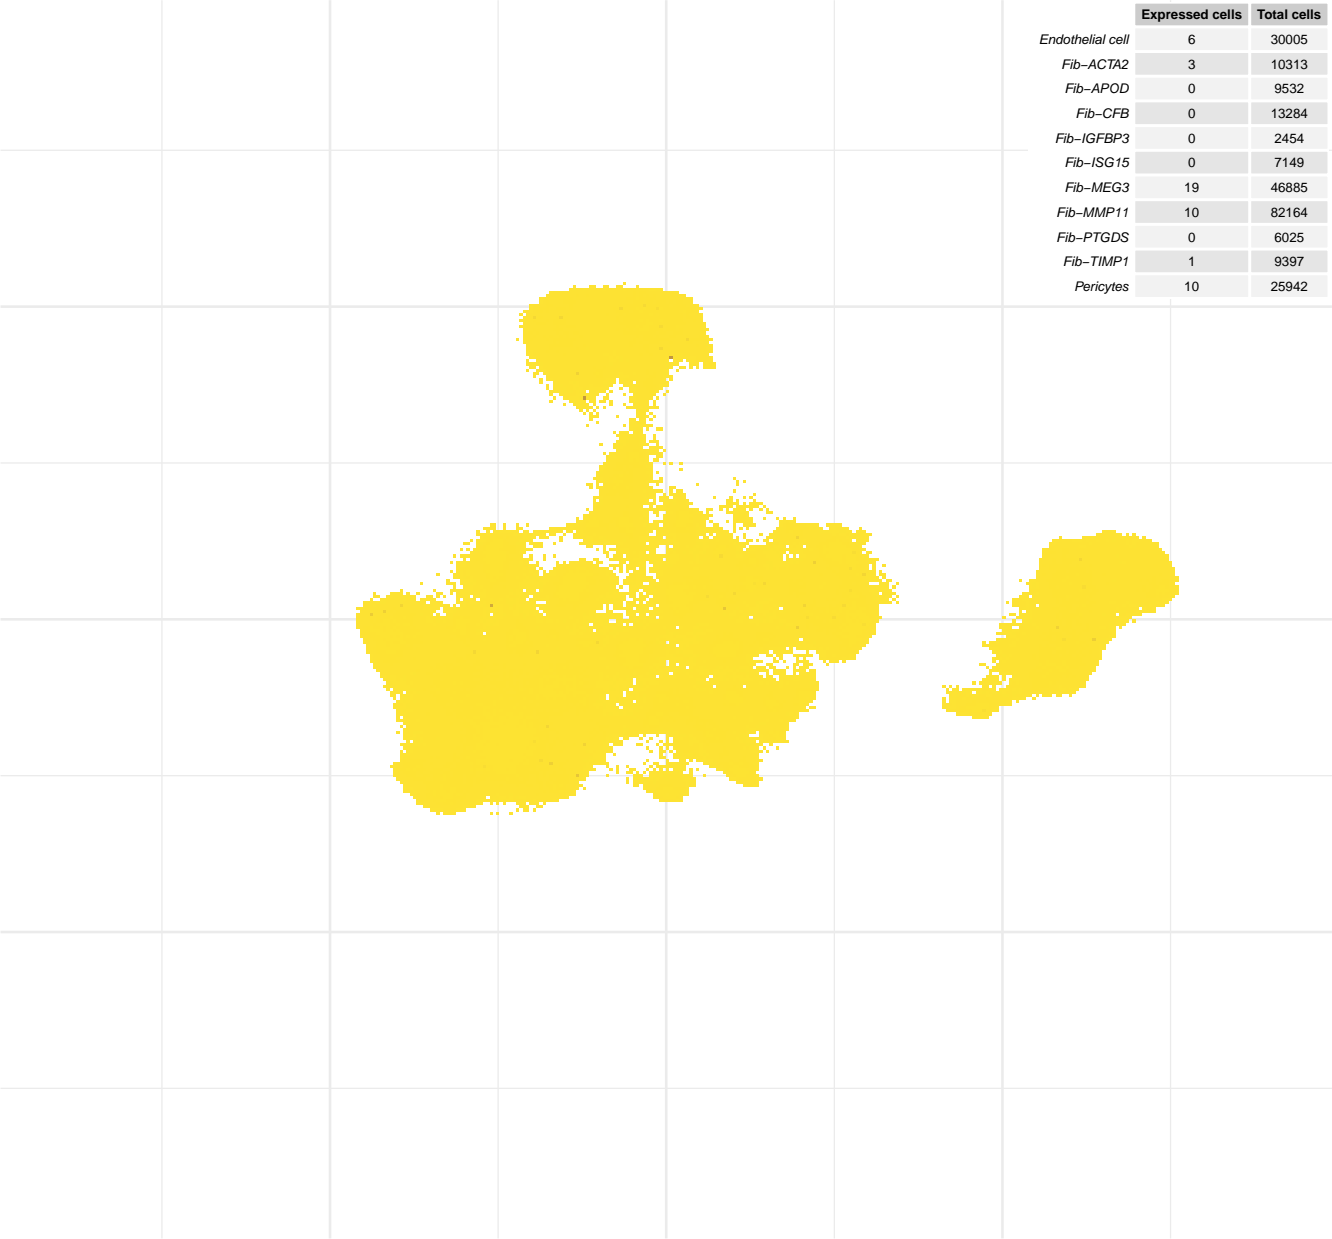 Expressed cells Total cells
Endothelial cell 6 30005
Fib−ACTA2 3 10313
Fib−APOD 0 9532
Fib−CFB 0 13284
Fib−IGFBP3 0 2454
Fib−ISG15 0 7149
Fib−MEG3 19 46885
Fib−MMP11 10 82164
Fib−PTGDS 0 6025
Fib−TIMP1 1 9397
Pericytes 10 25942